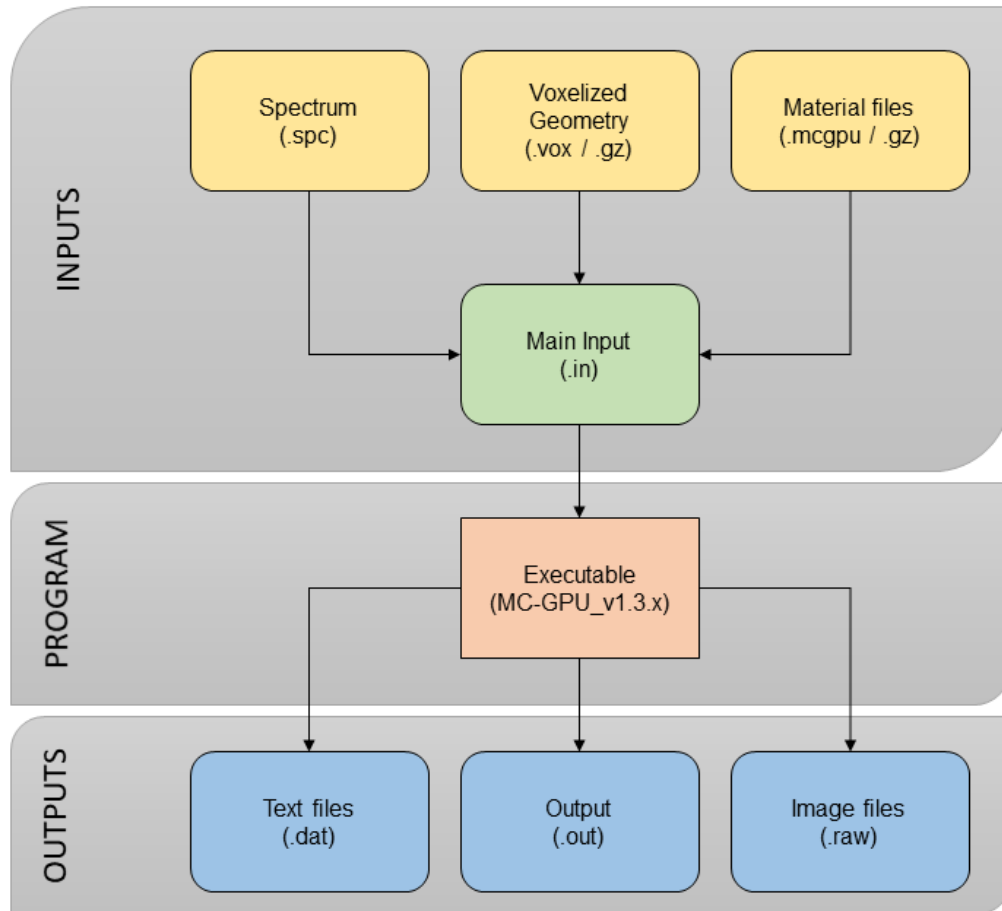 INPUTS
Spectrum
(.spc)
Voxelized
Geometry
(.vox / .gz)
Material files
(.mcgpu / .gz)
Main Input
(.in)
PROGRAM
Executable
(MC-GPU_v1.3.x)
OUTPUTS
Text files
(.dat)
Output
(.out)
Image files
(.raw)